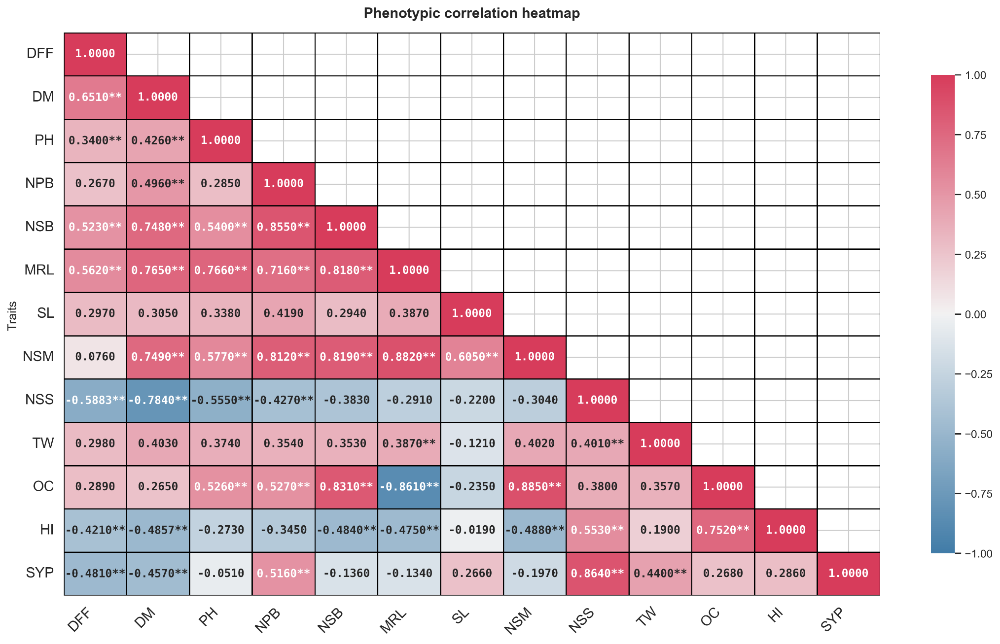 Phenotypic correlation heatmap
DFF 1.0000
DM 0.6510** 1.0000
PH 0.3400** 0.4260** 1.0000
NPB 0.2670 0.4960** 0.2850 1.0000
NSB 0.5230** 0.7480** 0.5400** 0.8550** 1.0000
MRL 0.5620** 0.7650** 0.7660** 0.7160** 0.8180** 1.0000
SL 0.2970 0.3050 0.3380 0.4190 0.2940 0.3870 1.0000
NSM 0.0760 0.7490** 0.5770** 0.8120** 0.8190** 0.8820** 0.6050** 1.0000
NSS -0.5883** -0.7840** -0.5550** -0.4270** -0.3830 -0.2910 -0.2200 -0.3040 1.0000
TW 0.2980 0.4030 0.3740 0.3540 0.3530 0.3870** -0.1210 0.4020 0.4010** 1.0000
OC 0.2890 0.2650 0.5260** 0.5270** 0.8310** -0.8610** -0.2350 0.8850** 0.3800 0.3570 1.0000
HI -0.4210** -0.4857** -0.2730 -0.3450 -0.4840** -0.4750** -0.0190 -0.4880** 0.5530** 0.1900 0.7520** 1.0000
SYP -0.4810** -0.4570** -0.0510 0.5160** -0.1360 -0.1340 0.2660 -0.1970 0.8640** 0.4400** 0.2680 0.2860 1.0000
DFF DM PH NPB NSB MRL SL NSM NSS TW OC HI SYP
Traits
1.00
0.75
0.50
0.25
0.00
−0.25
−0.50
−0.75
−1.00